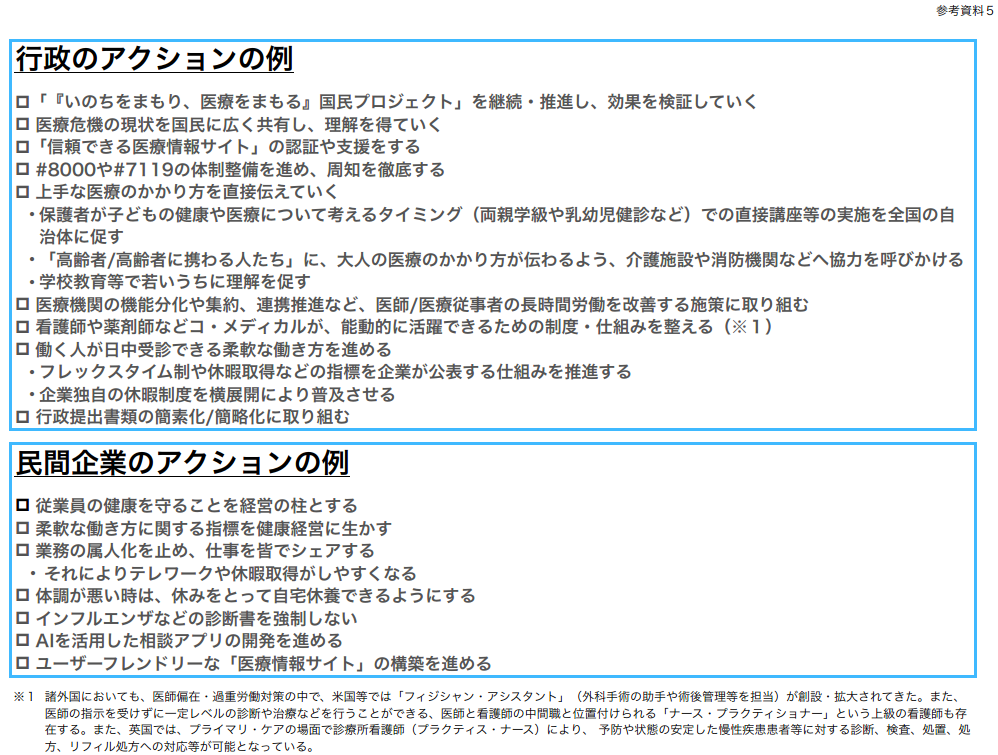 参考資料５
行政のアクションの例
□「『いのちをまもり、医療をまもる』国民プロジェクト」を継続・推進し、効果を検証していく
□ 医療危機の現状を国民に広く共有し、理解を得ていく
□「信頼できる医療情報サイト」の認証や支援をする
□ #8000や#7119の体制整備を進め、周知を徹底する
□ 上手な医療のかかり方を直接伝えていく
・保護者が子どもの健康や医療について考えるタイミング（両親学級や乳幼児健診など）での直接講座等の実施を全国の自
治体に促す
・「高齢者/高齢者に携わる人たち」に、大人の医療のかかり方が伝わるよう、介護施設や消防機関などへ協力を呼びかける
・学校教育等で若いうちに理解を促す
□ 医療機関の機能分化や集約、連携推進など、医師/医療従事者の長時間労働を改善する施策に取り組む
□ 看護師や薬剤師などコ・メディカルが、能動的に活躍できるための制度・仕組みを整える（※１）
□ 働く人が日中受診できる柔軟な働き方を進める
・フレックスタイム制や休暇取得などの指標を企業が公表する仕組みを推進する
・企業独自の休暇制度を横展開により普及させる
□ 行政提出書類の簡素化/簡略化に取り組む
民間企業のアクションの例
□ 従業員の健康を守ることを経営の柱とする
□ 柔軟な働き方に関する指標を健康経営に生かす
□ 業務の属人化を止め、仕事を皆でシェアする
・ それによりテレワークや休暇取得がしやすくなる
□ 体調が悪い時は、休みをとって自宅休養できるようにする
□ インフルエンザなどの診断書を強制しない
□ AIを活用した相談アプリの開発を進める
□ ユーザーフレンドリーな「医療情報サイト」の構築を進める
※１ 諸外国においても、医師偏在・過重労働対策の中で、米国等では「フィジシャン・アシスタント」（外科手術の助手や術後管理等を担当）が創設・拡大されてきた。また、
医師の指示を受けずに一定レベルの診断や治療などを行うことができる、医師と看護師の中間職と位置付けられる「ナース・プラクティショナー」という上級の看護師も存
在する。また、英国では、プライマリ・ケアの場面で診療所看護師（プラクティス・ナース）により、 予防や状態の安定した慢性疾患患者等に対する診断、検査、処置、処
方、リフィル処方への対応等が可能となっている。